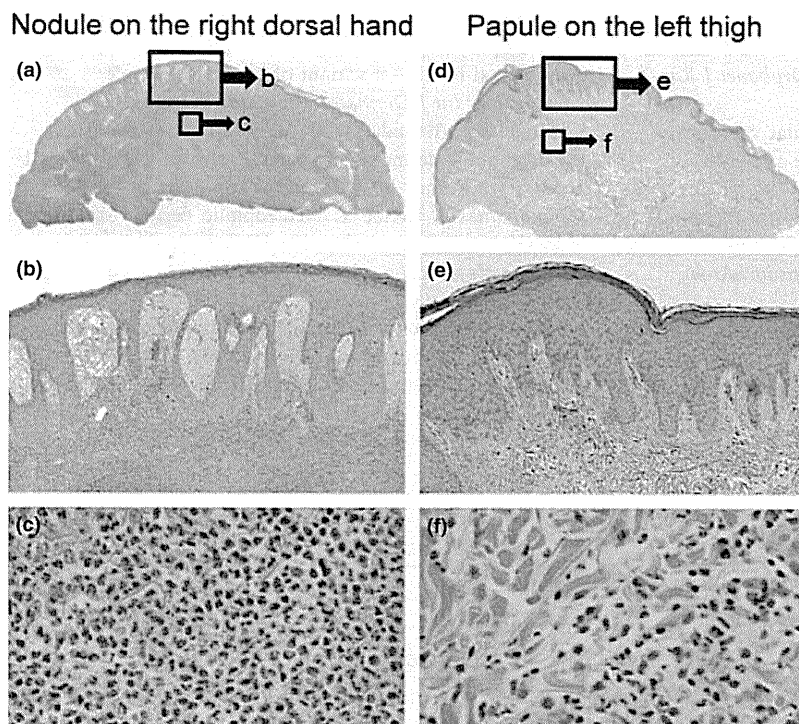 Nodule on the right dorsal hand
Papule on the left thigh
(a)
b
c
(d)
e
f
(b)
(e)
(c)
(f)